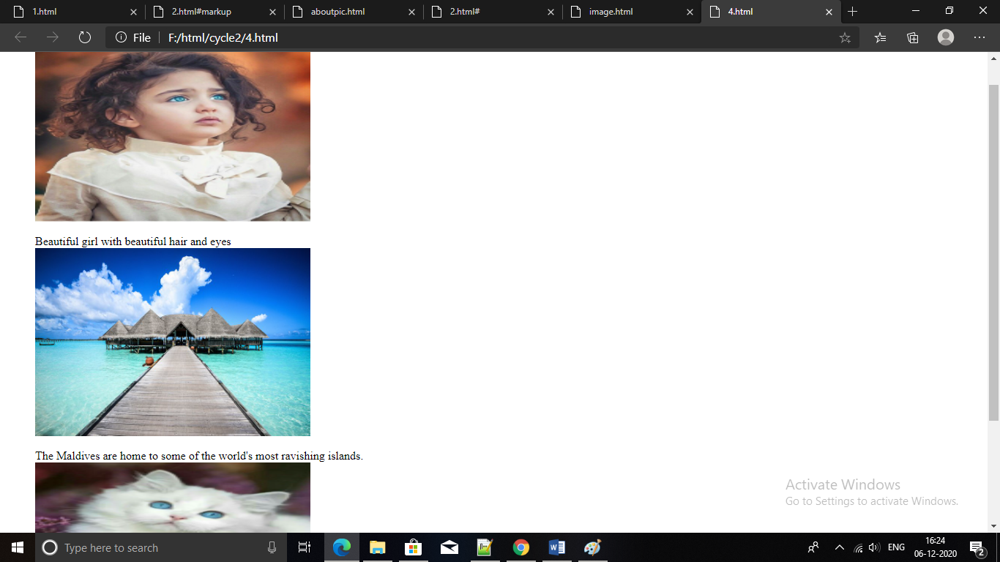 1.html
2.html#markup
aboutpic.html
2.html#
image.html
4.html
File
F:/html/cycle2/4.html
Beautiful girl with beautiful hair and eyes
The Maldives are home to some of the world's most ravishing islands.
Activate Windows
Go to Settings to activate Windows.
Type here to search
ENG
16:24
06-12-2020
2